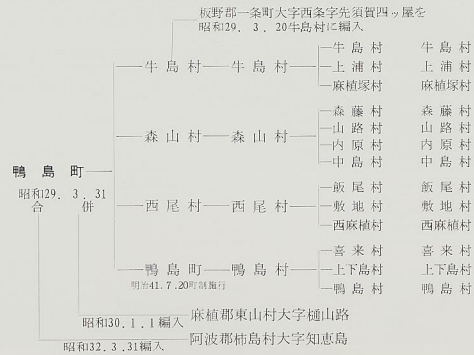 板野郡一条町大字西条字先須賀四ッ屋を
昭和29．3．20牛島村に編入
牛島村 牛島村 牛島村 牛島村
上浦村 上浦村
麻植塚村 麻植塚村
森山村 森山村 森藤村 森藤村
山路村 山路村
内原村 内原村
中島村 中島村
鴨島町
昭和29．3．31
合併
西尾村 西尾村 飯尾村 飯尾村
敷地村 敷地村
西麻植村 西麻植村
鴨島町 鴨島村 喜来村 喜来村
上下島村 上下島村
鴨島村 鴨島村
明治41.7.20町制施行
麻植郡東山村大字樋山路
昭和30.1.1編入
阿波郡柿島村大字知恵島
昭和32.3.31編入